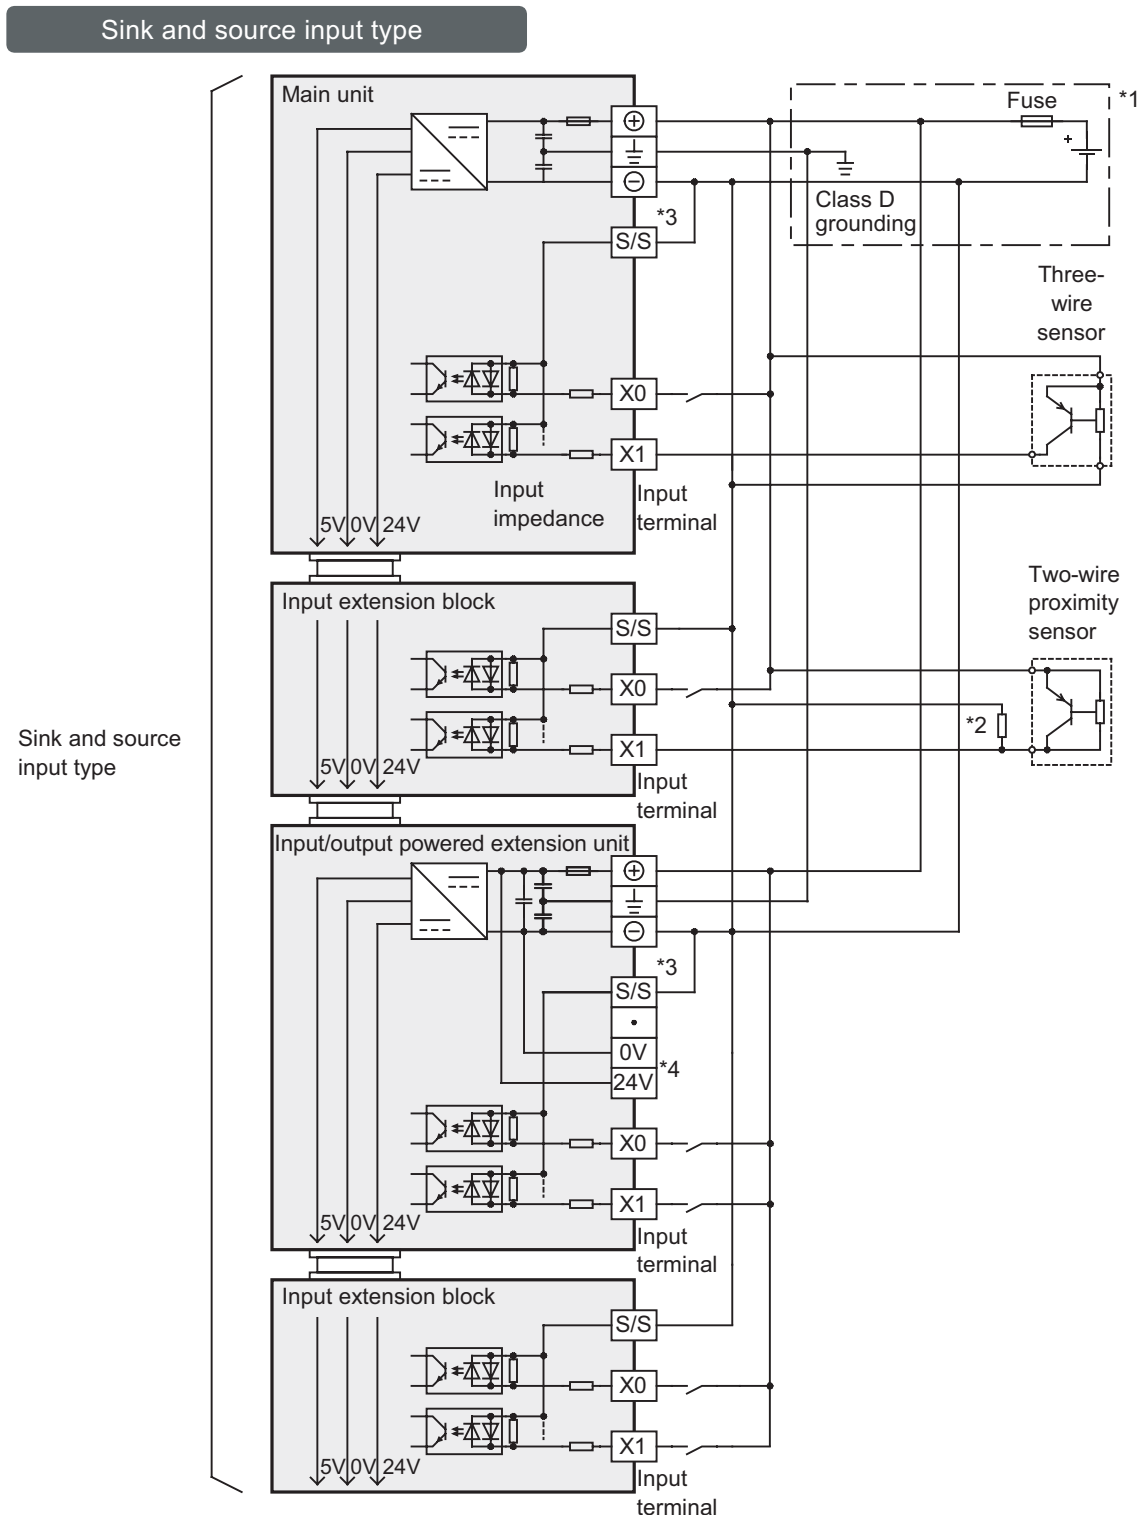 Sink and source input type
Main unit
Fuse
*1
+
Class D
grounding
*3
S/S
Three-
wire
sensor
X0
X1
Input
impedance
Input
terminal
5V 0V 24V
Input extension block
S/S
Two-wire
proximity
sensor
X0
*2
X1
Sink and source
input type
5V 0V 24V
Input
terminal
Input/output powered extension unit
*3
S/S
•
0V
24V
*4
X0
X1
5V 0V 24V
Input
terminal
Input extension block
S/S
X0
X1
5V 0V 24V
Input
terminal